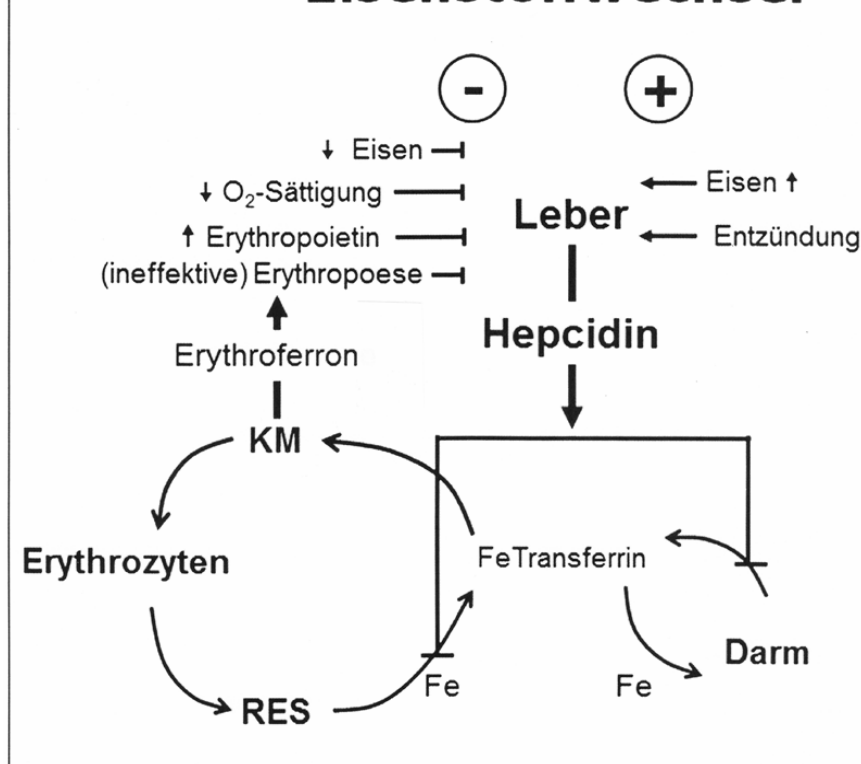 -
+
↓ Eisen
↓ O₂-Sättigung
↑ Erythropoietin
(ineffektive) Erythropoese
Eisen ↑
Entzündung
Leber
Hepcidin
Erythroferron
KM
Erythrozyten
FeTransferrin
Darm
Fe
Fe
RES